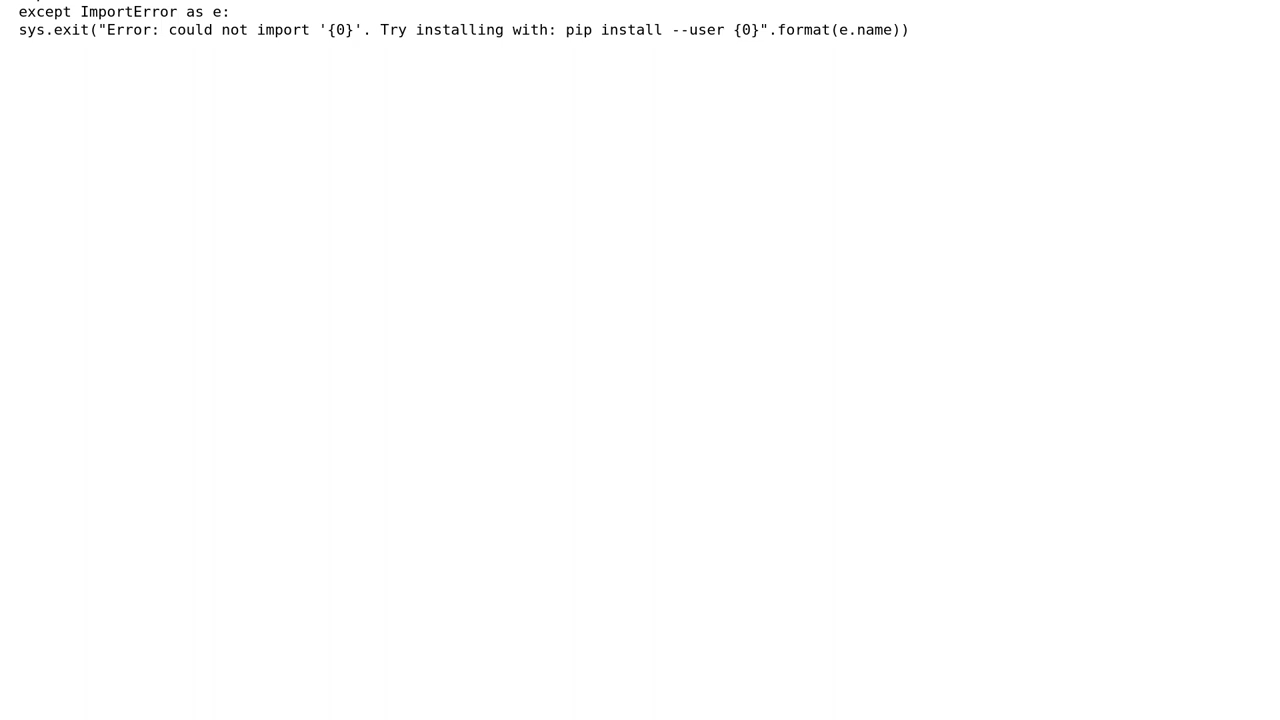 except ImportError as e:
sys.exit("Error: could not import '{0}'. Try installing with: pip install --user {0}".format(e.name))